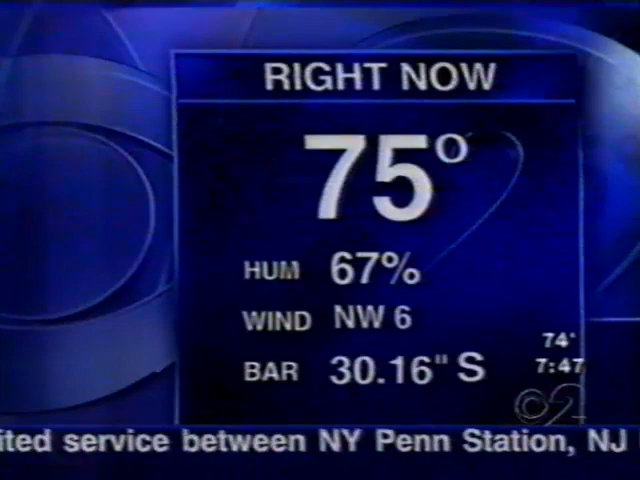 RIGHT NOW
75°
HUM 67%
WIND NW 6
BAR 30.16" S
74°
7:47
2
ited service between NY Penn Station, NJ